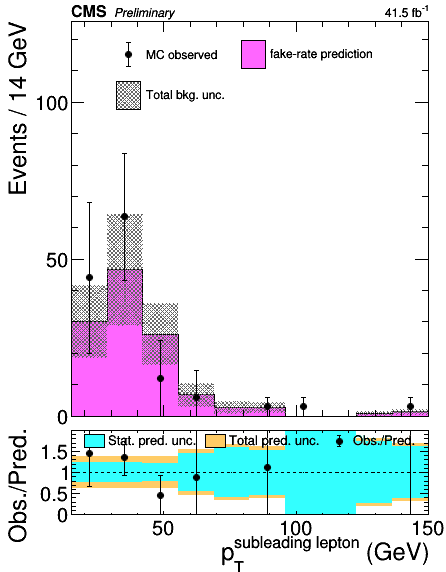 CMS Preliminary 41.5 fb⁻¹
Events / 14 GeV
MC observed
fake-rate prediction
Total bkg. unc.
100
50
0
Obs./Pred.
Stat. pred. unc.
Total pred. unc.
Obs./Pred.
1.5
1
0.5
0
50
100
150
p_T^subleading lepton (GeV)